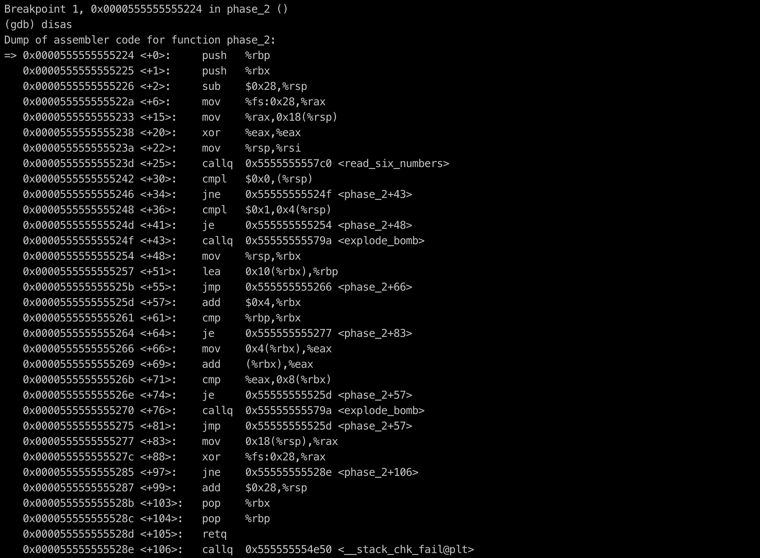 Breakpoint 1, 0x0000555555555224 in phase_2 ()
(gdb) disas
Dump of assembler code for function phase_2:
=> 0x0000555555555224 <+0>:     push   %rbp
   0x0000555555555225 <+1>:     push   %rbx
   0x0000555555555226 <+2>:     sub    $0x28,%rsp
   0x000055555555522a <+6>:     mov    %fs:0x28,%rax
   0x0000555555555233 <+15>:    mov    %rax,0x18(%rsp)
   0x0000555555555238 <+20>:    xor    %eax,%eax
   0x000055555555523a <+22>:    mov    %rsp,%rsi
   0x000055555555523d <+25>:    callq  0x5555555557c0 <read_six_numbers>
   0x0000555555555242 <+30>:    cmpl   $0x0,(%rsp)
   0x0000555555555246 <+34>:    jne    0x55555555524f <phase_2+43>
   0x0000555555555248 <+36>:    cmpl   $0x1,0x4(%rsp)
   0x000055555555524d <+41>:    je     0x555555555254 <phase_2+48>
   0x000055555555524f <+43>:    callq  0x55555555579a <explode_bomb>
   0x0000555555555254 <+48>:    mov    %rsp,%rbx
   0x0000555555555257 <+51>:    lea    0x10(%rbx),%rbp
   0x000055555555525b <+55>:    jmp    0x555555555266 <phase_2+66>
   0x000055555555525d <+57>:    add    $0x4,%rbx
   0x0000555555555261 <+61>:    cmp    %rbp,%rbx
   0x0000555555555264 <+64>:    je     0x555555555277 <phase_2+83>
   0x0000555555555266 <+66>:    mov    0x4(%rbx),%eax
   0x0000555555555269 <+69>:    add    (%rbx),%eax
   0x000055555555526b <+71>:    cmp    %eax,0x8(%rbx)
   0x000055555555526e <+74>:    je     0x55555555525d <phase_2+57>
   0x0000555555555270 <+76>:    callq  0x55555555579a <explode_bomb>
   0x0000555555555275 <+81>:    jmp    0x55555555525d <phase_2+57>
   0x0000555555555277 <+83>:    mov    0x18(%rsp),%rax
   0x000055555555527c <+88>:    xor    %fs:0x28,%rax
   0x0000555555555285 <+97>:    jne    0x55555555528e <phase_2+106>
   0x0000555555555287 <+99>:    add    $0x28,%rsp
   0x000055555555528b <+103>:   pop    %rbx
   0x000055555555528c <+104>:   pop    %rbp
   0x000055555555528d <+105>:   retq
   0x000055555555528e <+106>:   callq  0x555555554e50 <__stack_chk_fail@plt>